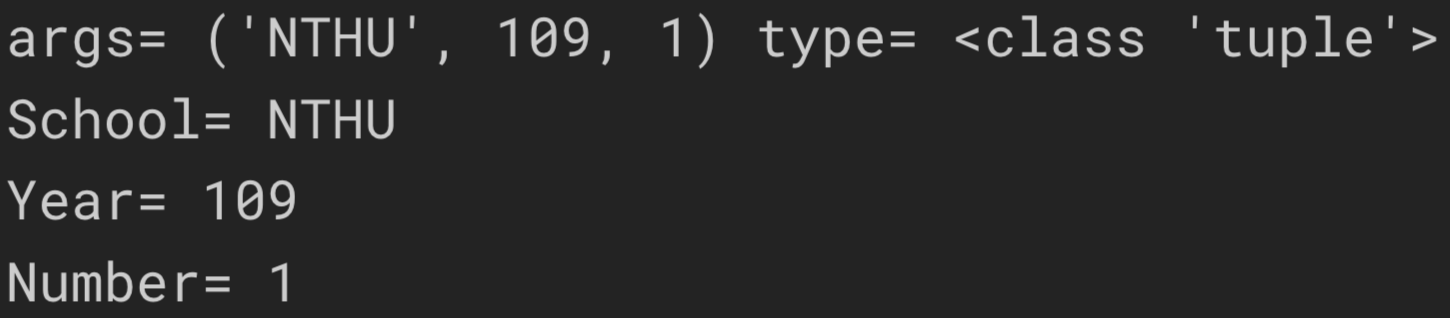 args= ('NTHU', 109, 1) type= <class 'tuple'>
School= NTHU
Year= 109
Number= 1